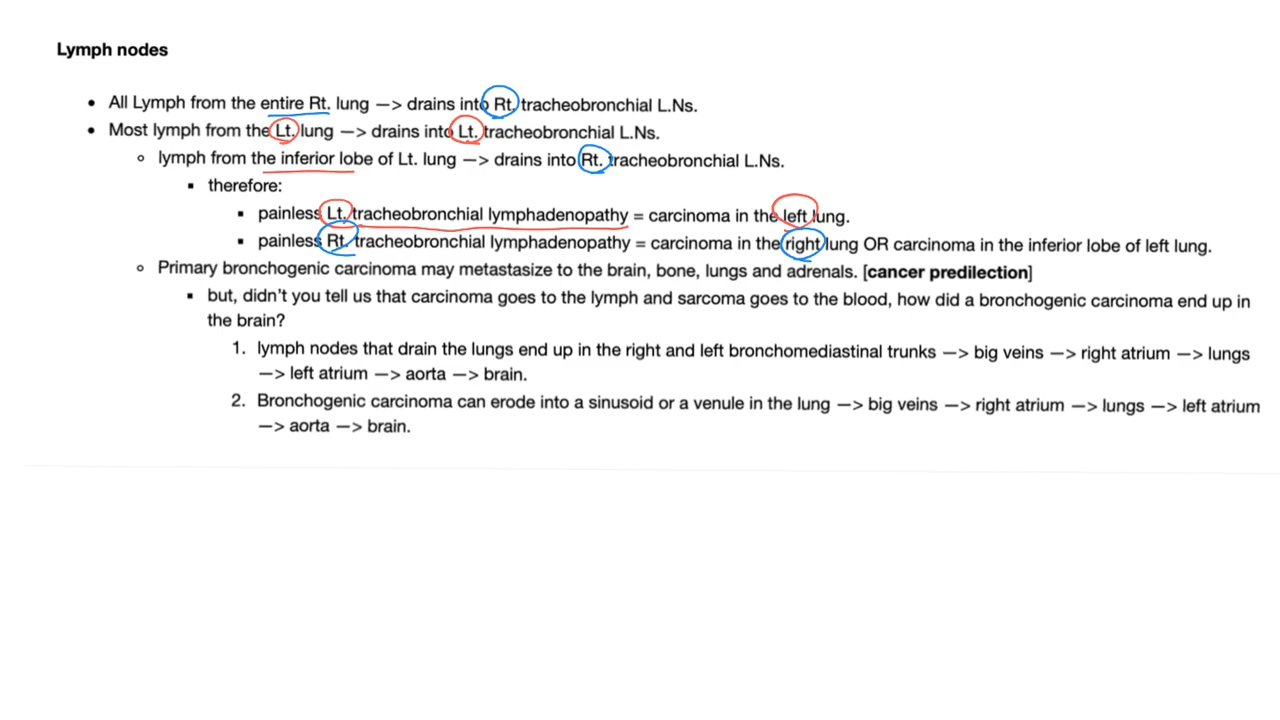 Lymph nodes
• All Lymph from the entire Rt. lung —> drains into Rt. tracheobronchial L.Ns.
• Most lymph from the Lt. lung —> drains into Lt. tracheobronchial L.Ns.
◦ lymph from the inferior lobe of Lt. lung —> drains into Rt. tracheobronchial L.Ns.
▪ therefore:
▪ painless Lt. tracheobronchial lymphadenopathy = carcinoma in the left lung.
▪ painless Rt. tracheobronchial lymphadenopathy = carcinoma in the right lung OR carcinoma in the inferior lobe of left lung.
◦ Primary bronchogenic carcinoma may metastasize to the brain, bone, lungs and adrenals. [cancer predilection]
▪ but, didn't you tell us that carcinoma goes to the lymph and sarcoma goes to the blood, how did a bronchogenic carcinoma end up in
the brain?
1. lymph nodes that drain the lungs end up in the right and left bronchomediastinal trunks —> big veins —> right atrium —> lungs
—> left atrium —> aorta —> brain.
2. Bronchogenic carcinoma can erode into a sinusoid or a venule in the lung —> big veins —> right atrium —> lungs —> left atrium
—> aorta —> brain.